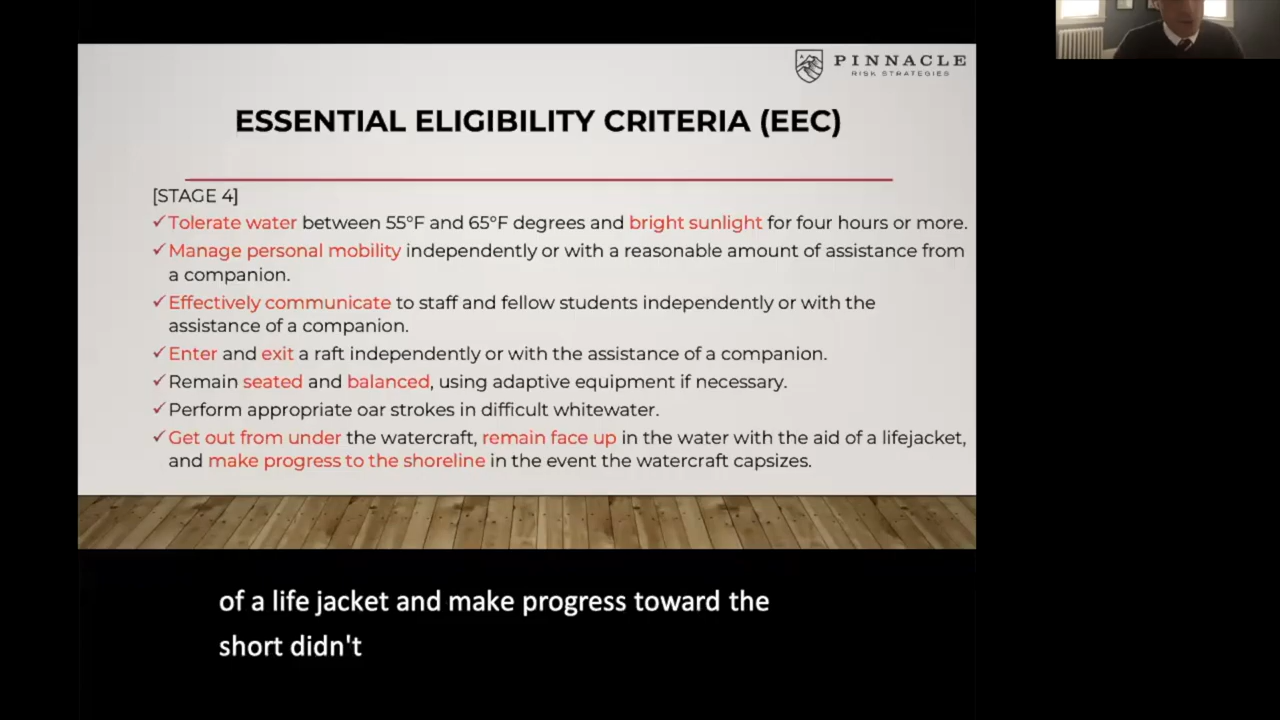 PINNACLE
RISK STRATEGIES
ESSENTIAL ELIGIBILITY CRITERIA (EEC)
[STAGE 4]
✓Tolerate water between 55°F and 65°F degrees and bright sunlight for four hours or more.
✓Manage personal mobility independently or with a reasonable amount of assistance from
a companion.
✓Effectively communicate to staff and fellow students independently or with the
assistance of a companion.
✓Enter and exit a raft independently or with the assistance of a companion.
✓Remain seated and balanced, using adaptive equipment if necessary.
✓Perform appropriate oar strokes in difficult whitewater.
✓Get out from under the watercraft, remain face up in the water with the aid of a lifejacket,
and make progress to the shoreline in the event the watercraft capsizes.
of a life jacket and make progress toward the
short didn't